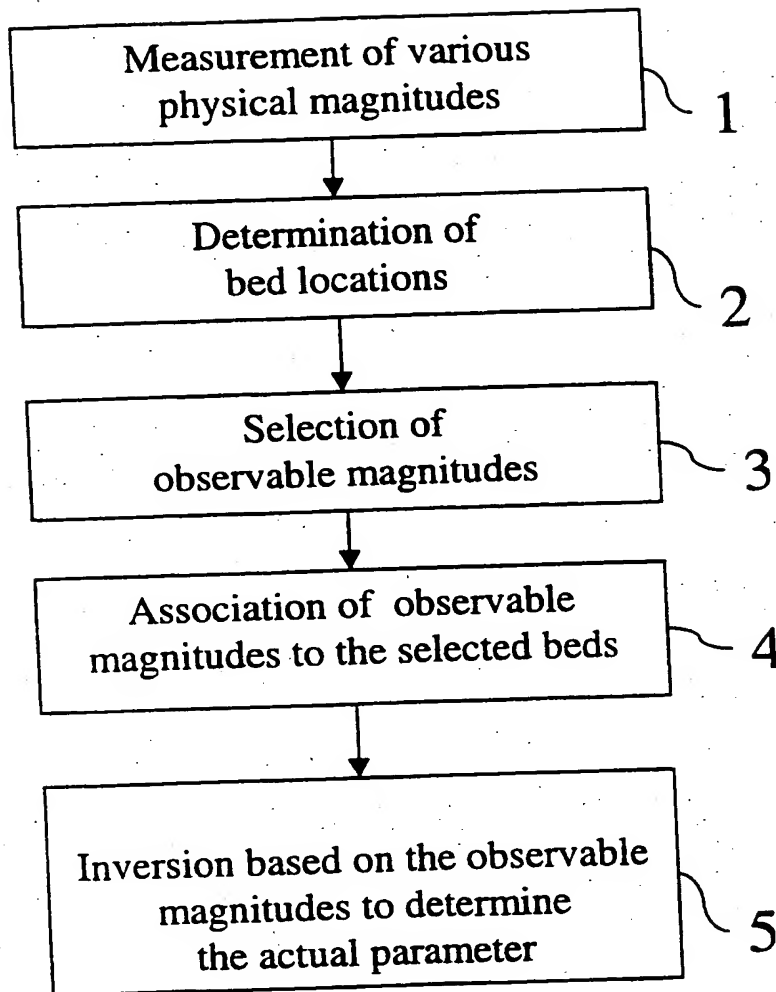 Measurement of various
physical magnitudes
1
Determination of
bed locations
2
Selection of
observable magnitudes
3
Association of observable
magnitudes to the selected beds
4
Inversion based on the observable
magnitudes to determine
the actual parameter
5